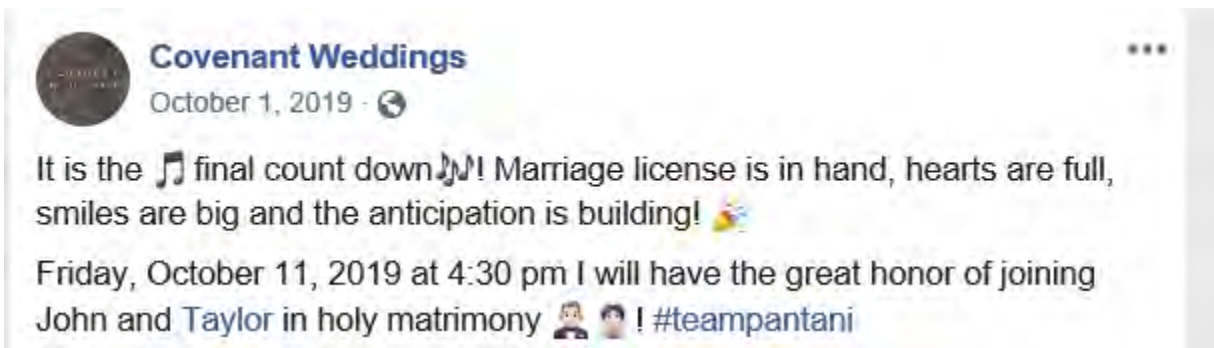 Covenant Weddings
October 1, 2019 ·
It is the 🎵 final count down🎶! Marriage license is in hand, hearts are full,
smiles are big and the anticipation is building! 🎉
Friday, October 11, 2019 at 4:30 pm I will have the great honor of joining
John and Taylor in holy matrimony 🤵👰! #teampantani